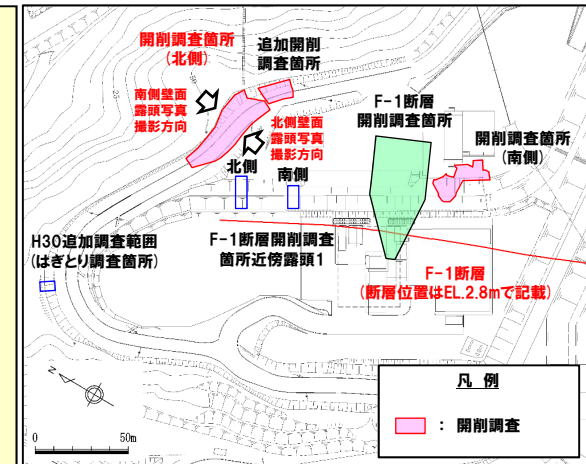 開削調査箇所
(北側)
追加開削
調査箇所
南側壁面
露頭写真
撮影方向
北側壁面
露頭写真
撮影方向
F-1断層
開削調査箇所
開削調査箇所
(南側)
北側
南側
H30追加調査範囲
(はぎとり調査箇所)
F-1断層開削調査
箇所近傍露頭1
F-1断層
(断層位置はEL.2.8mで記載)
N
0 50m
凡 例
: 開削調査